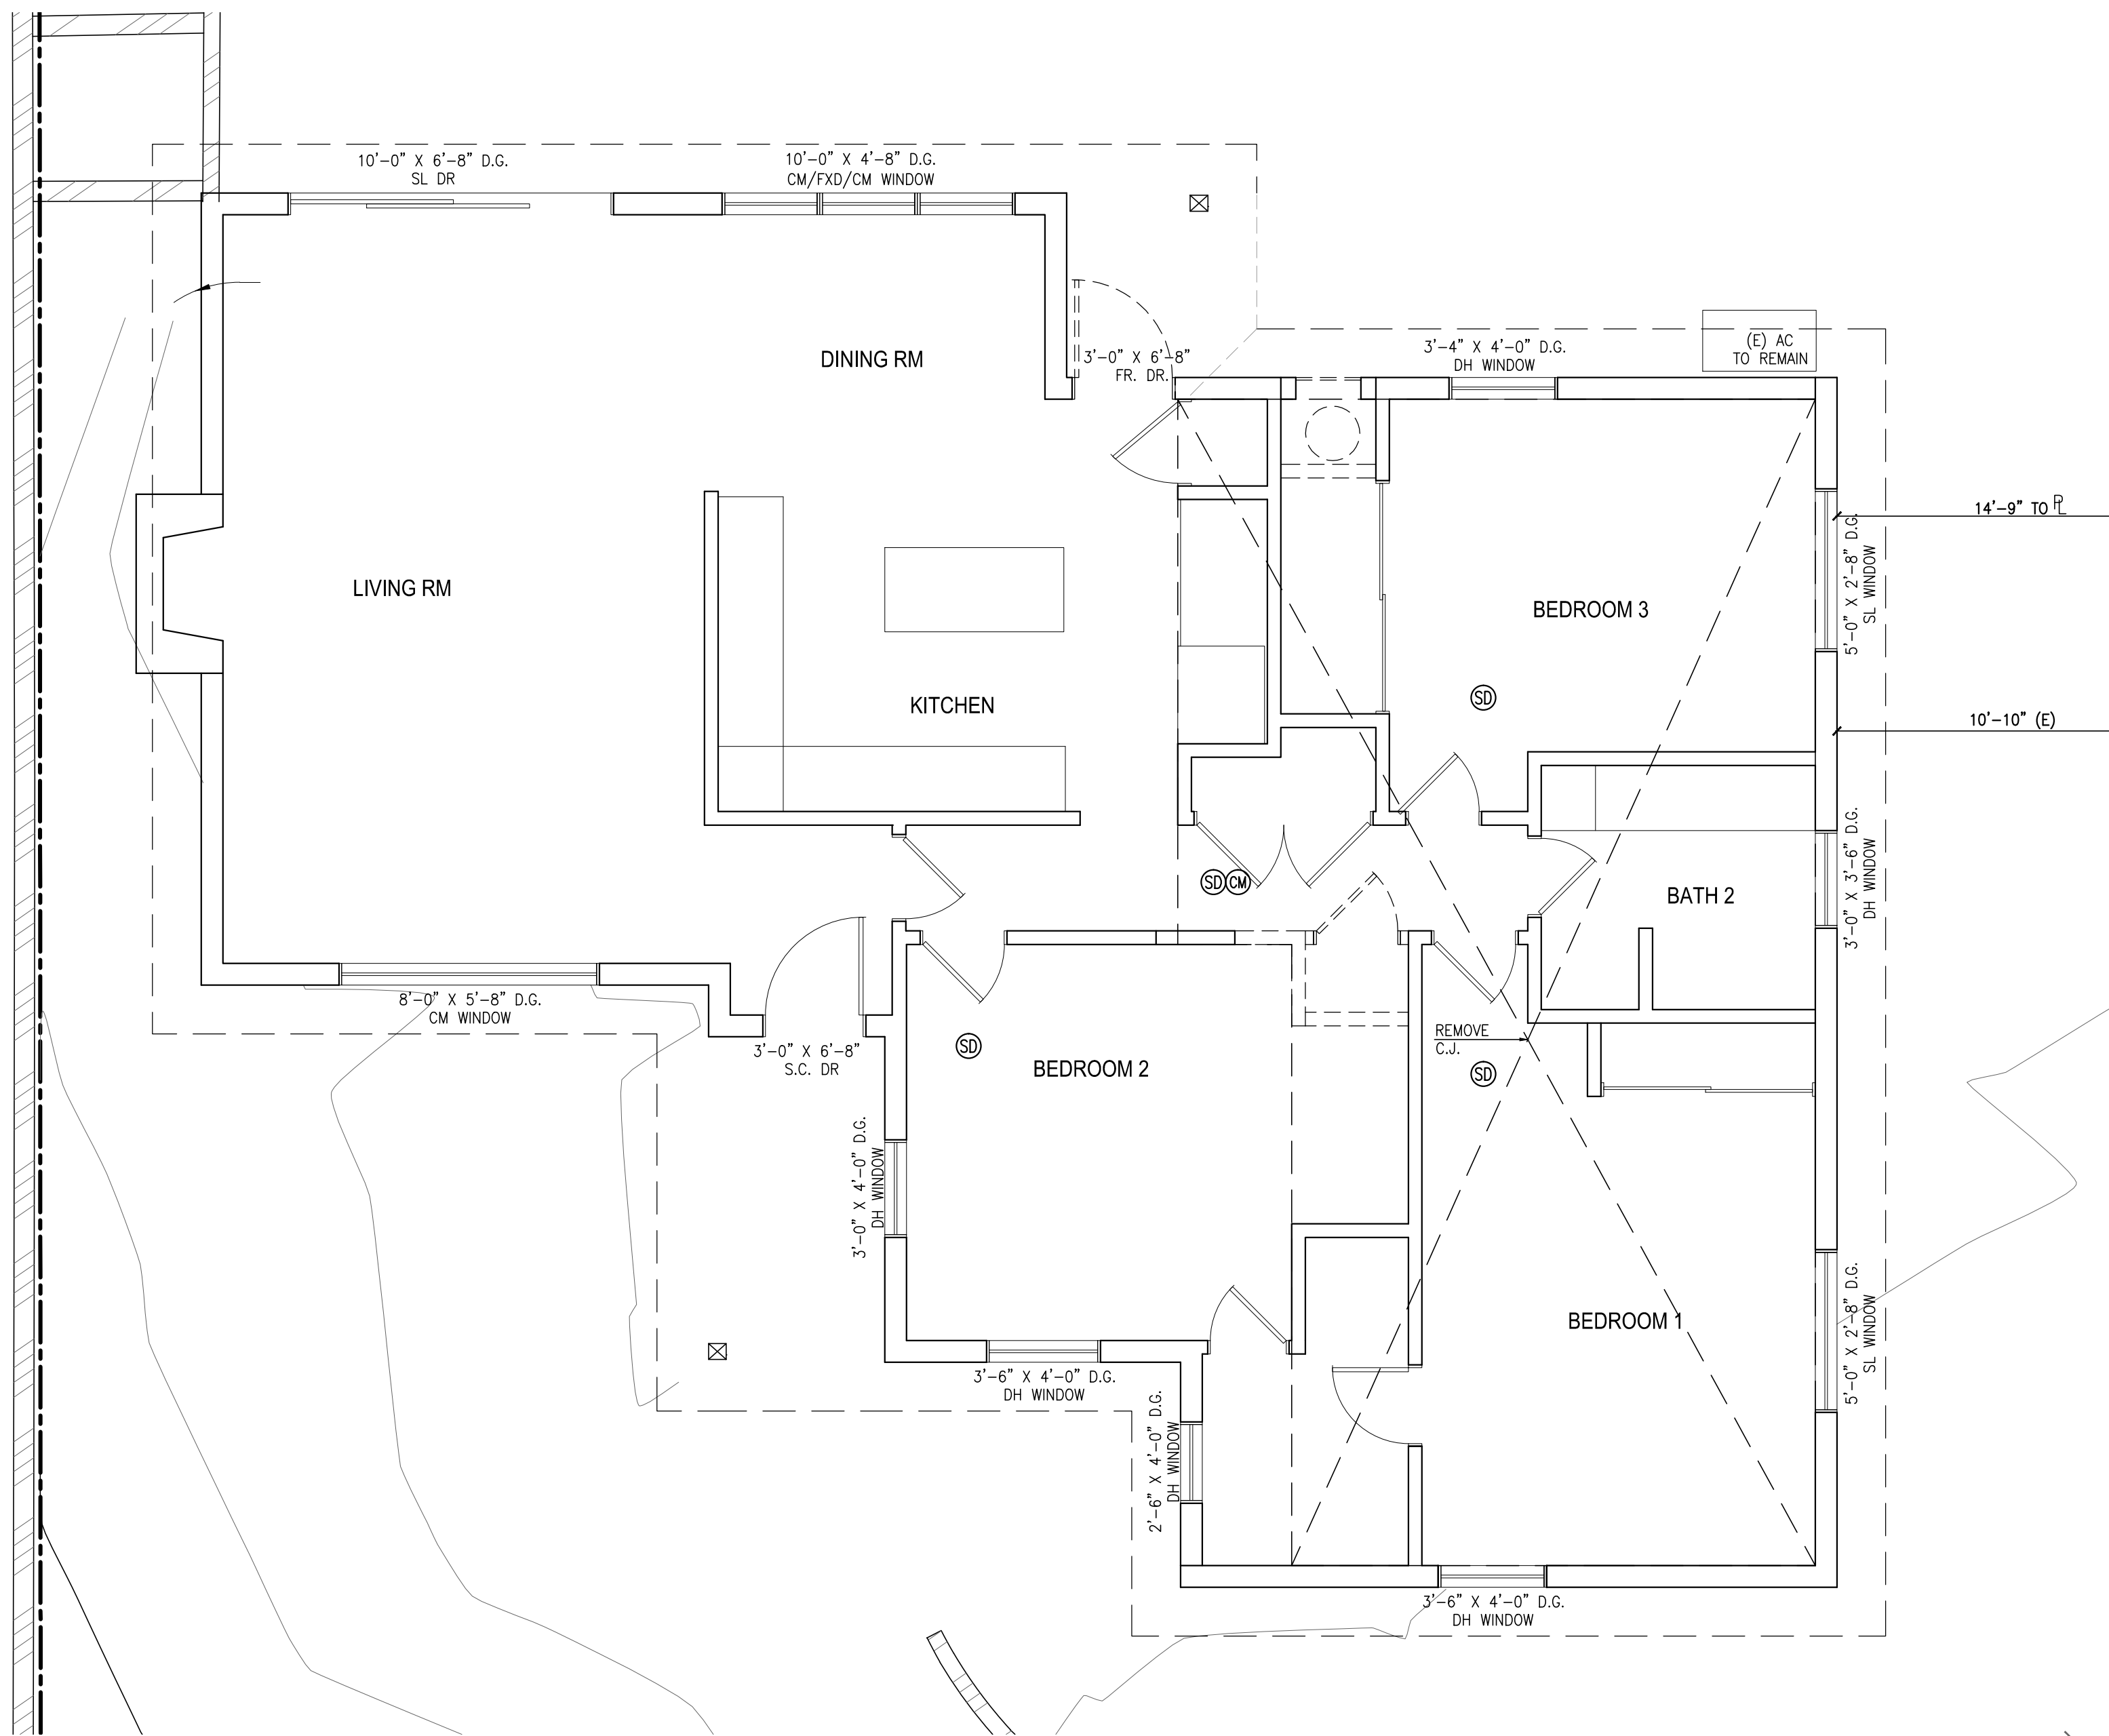 10'-0" X 6'-8" D.G.
SL DR
10'-0" X 4'-8" D.G.
CM/FXD/CM WINDOW
DINING RM
3'-0" X 6'-8"
FR. DR.
3'-4" X 4'-0" D.G.
DH WINDOW
(E) AC
TO REMAIN
14'-9" TO PL
5'-0" X 2'-8" D.G.
SL WINDOW
LIVING RM
BEDROOM 3
KITCHEN
SD
10'-10" (E)
3'-0" X 3'-6" D.G.
DH WINDOW
SD
CM
BATH 2
8'-0" X 5'-8" D.G.
CM WINDOW
3'-0" X 6'-8"
S.C. DR
SD
BEDROOM 2
REMOVE
C.J.
SD
3'-0" X 4'-0" D.G.
DH WINDOW
BEDROOM 1
5'-0" X 2'-8" D.G.
SL WINDOW
3'-6" X 4'-0" D.G.
DH WINDOW
2'-6" X 4'-0" D.G.
DH WINDOW
3'-6" X 4'-0" D.G.
DH WINDOW